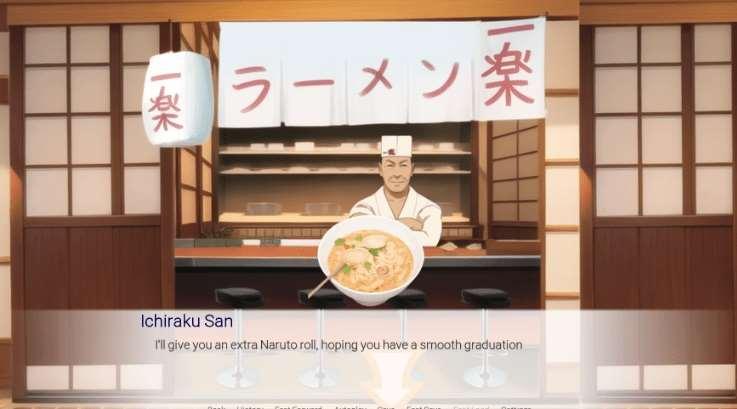 一楽
ラーメン
一楽
Ichiraku San
I'll give you an extra Naruto roll, hoping you have a smooth graduation